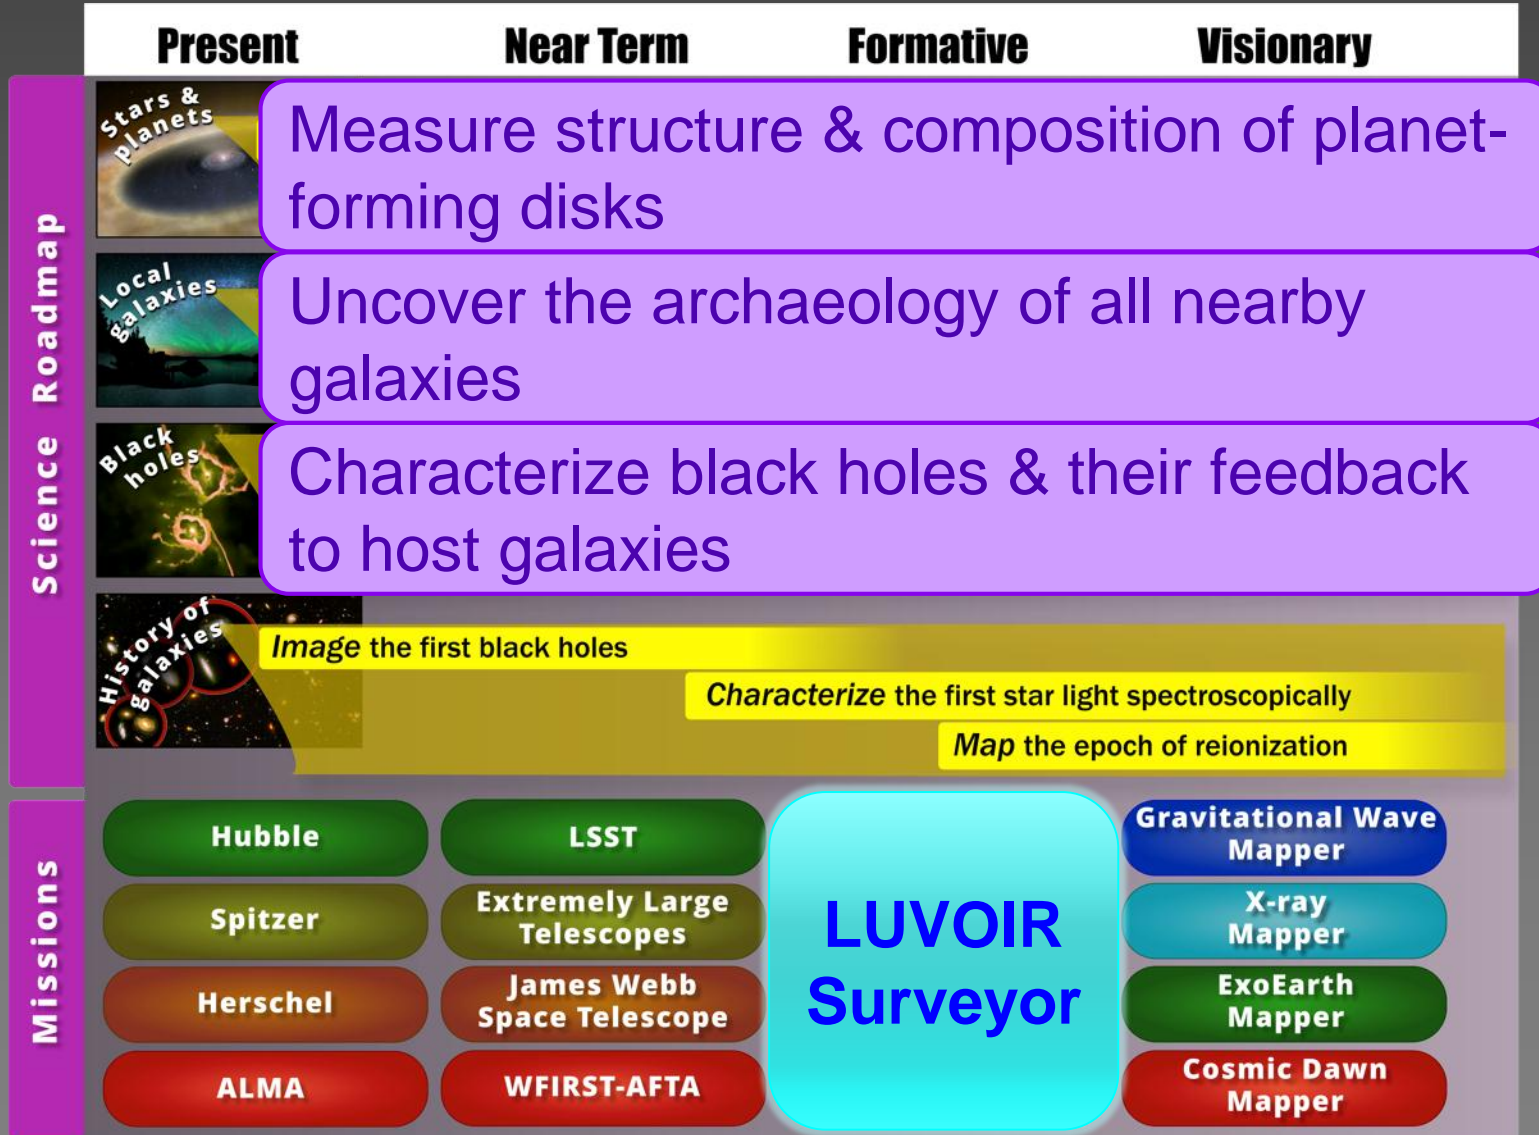 Present Near Term Formative Visionary
Science Roadmap
Stars &
planets
Measure structure & composition of planet-
forming disks
Local
galaxies
Uncover the archaeology of all nearby
galaxies
Black
holes
Characterize black holes & their feedback
to host galaxies
History of
galaxies
Image the first black holes
Characterize the first star light spectroscopically
Map the epoch of reionization
Missions
Hubble
Spitzer
Herschel
ALMA
LSST
Extremely Large
Telescopes
James Webb
Space Telescope
WFIRST-AFTA
LUVOIR
Surveyor
Gravitational Wave
Mapper
X-ray
Mapper
ExoEarth
Mapper
Cosmic Dawn
Mapper